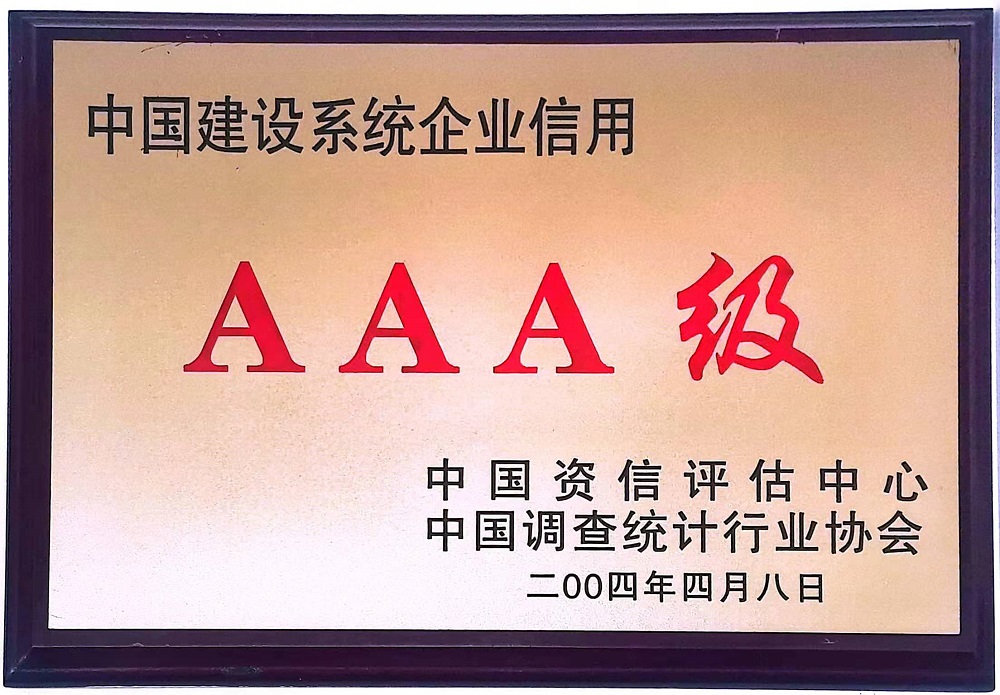 中国建设系统企业信用
AAA级
中国资信评估中心
中国调查统计行业协会
二00四年四月八日